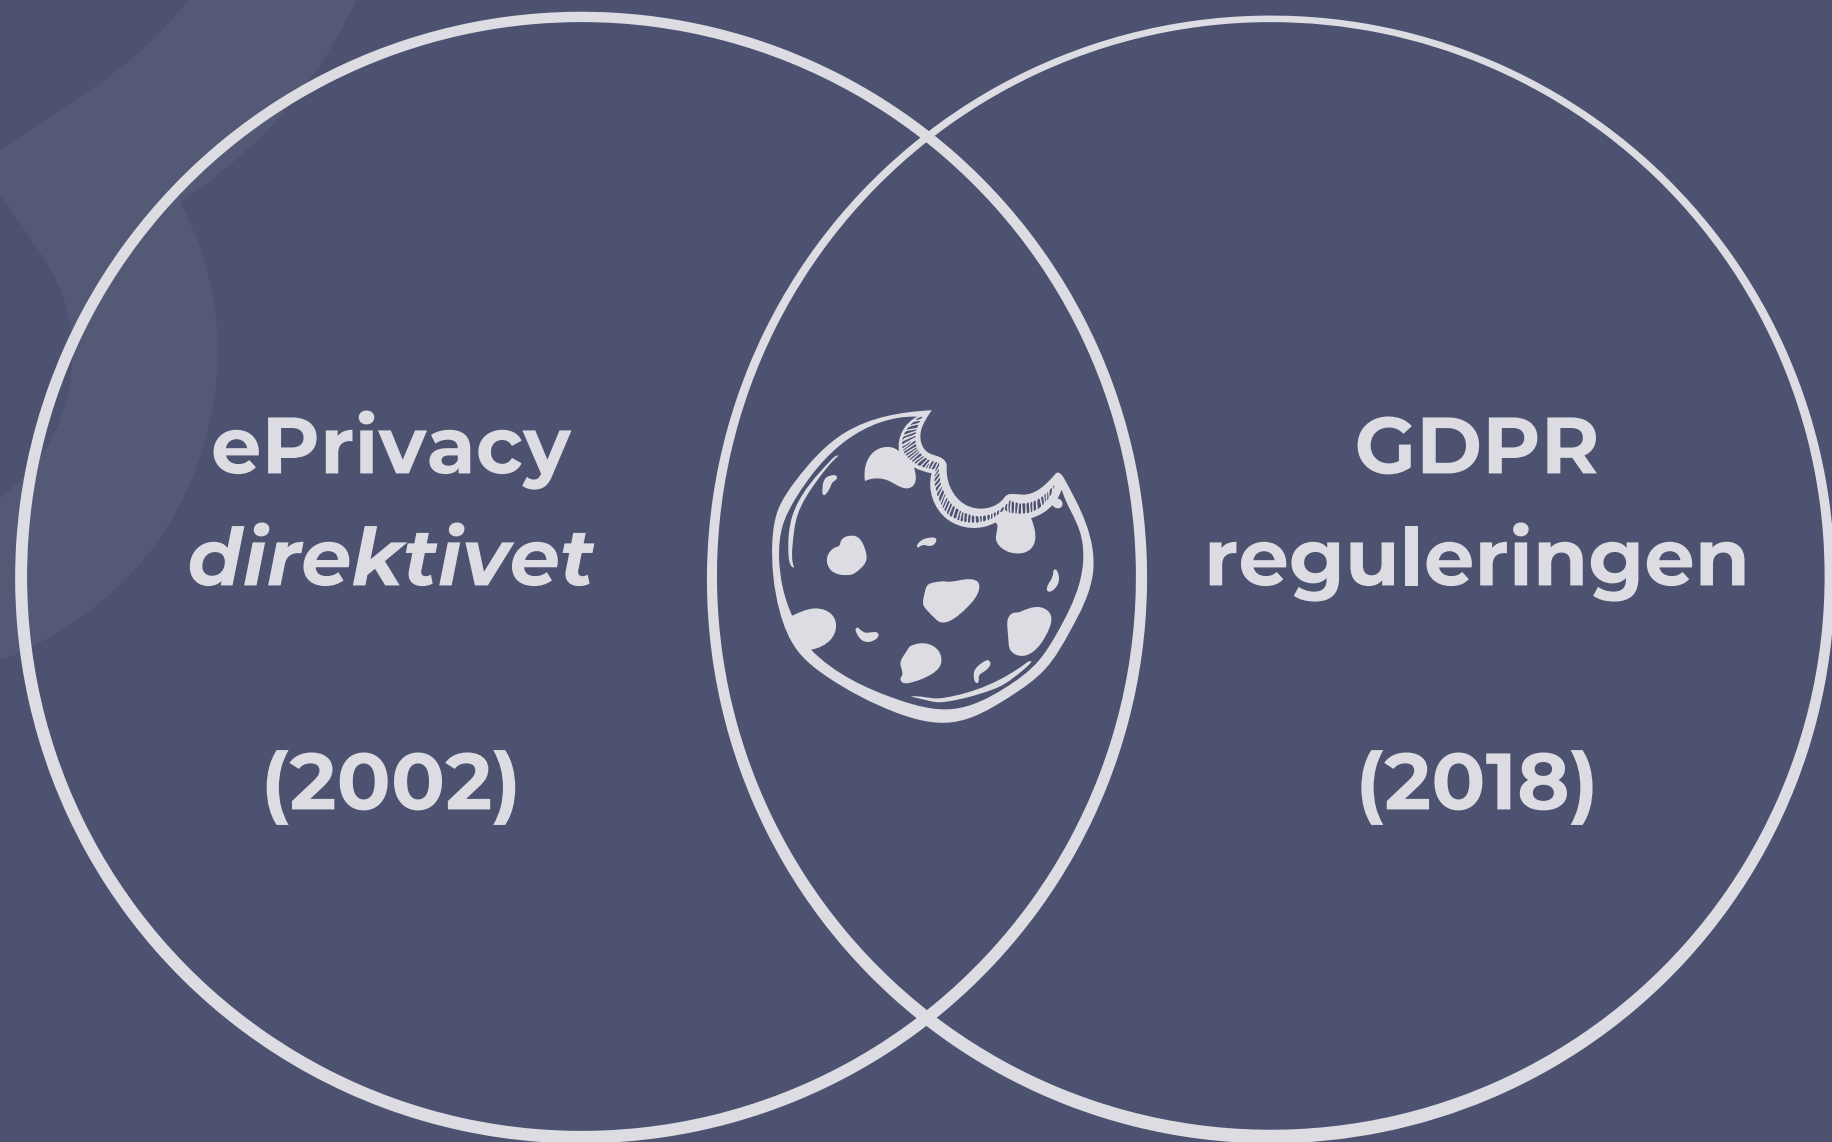 ePrivacy
direktivet
(2002)
GDPR
reguleringen
(2018)